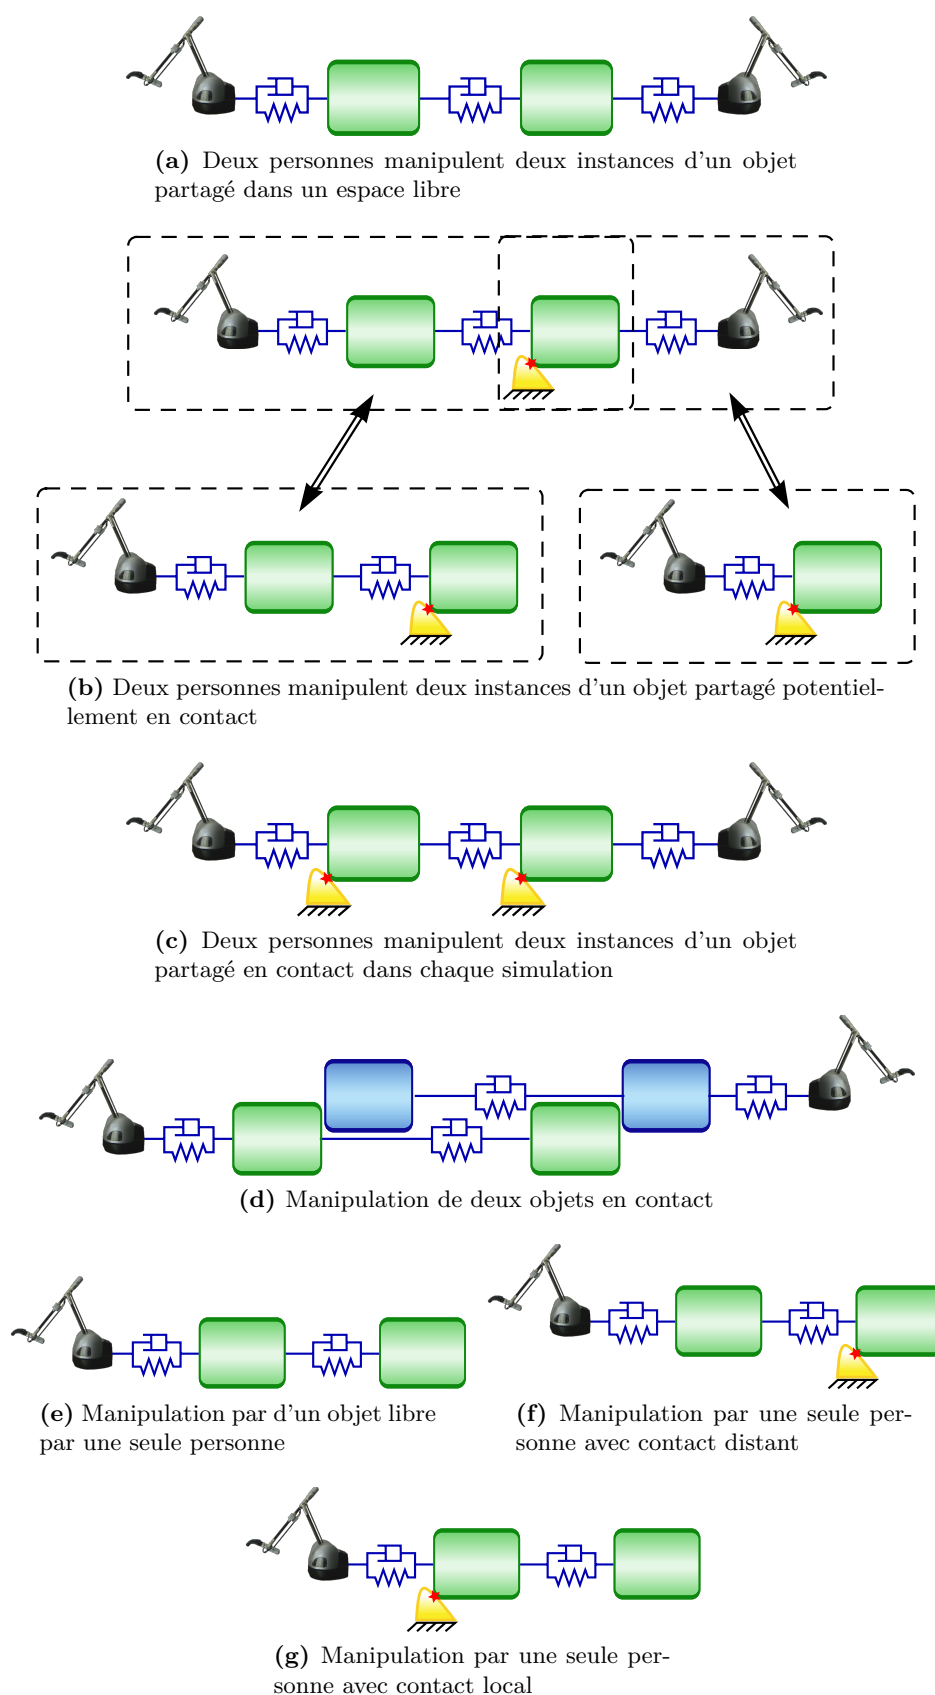 (a) Deux personnes manipulent deux instances d'un objet
partagé dans un espace libre
(b) Deux personnes manipulent deux instances d'un objet partagé potentiel-
lement en contact
(c) Deux personnes manipulent deux instances d'un objet
partagé en contact dans chaque simulation
(d) Manipulation de deux objets en contact
(e) Manipulation par d'un objet libre
par une seule personne
(f) Manipulation par une seule per-
sonne avec contact distant
(g) Manipulation par une seule per-
sonne avec contact local